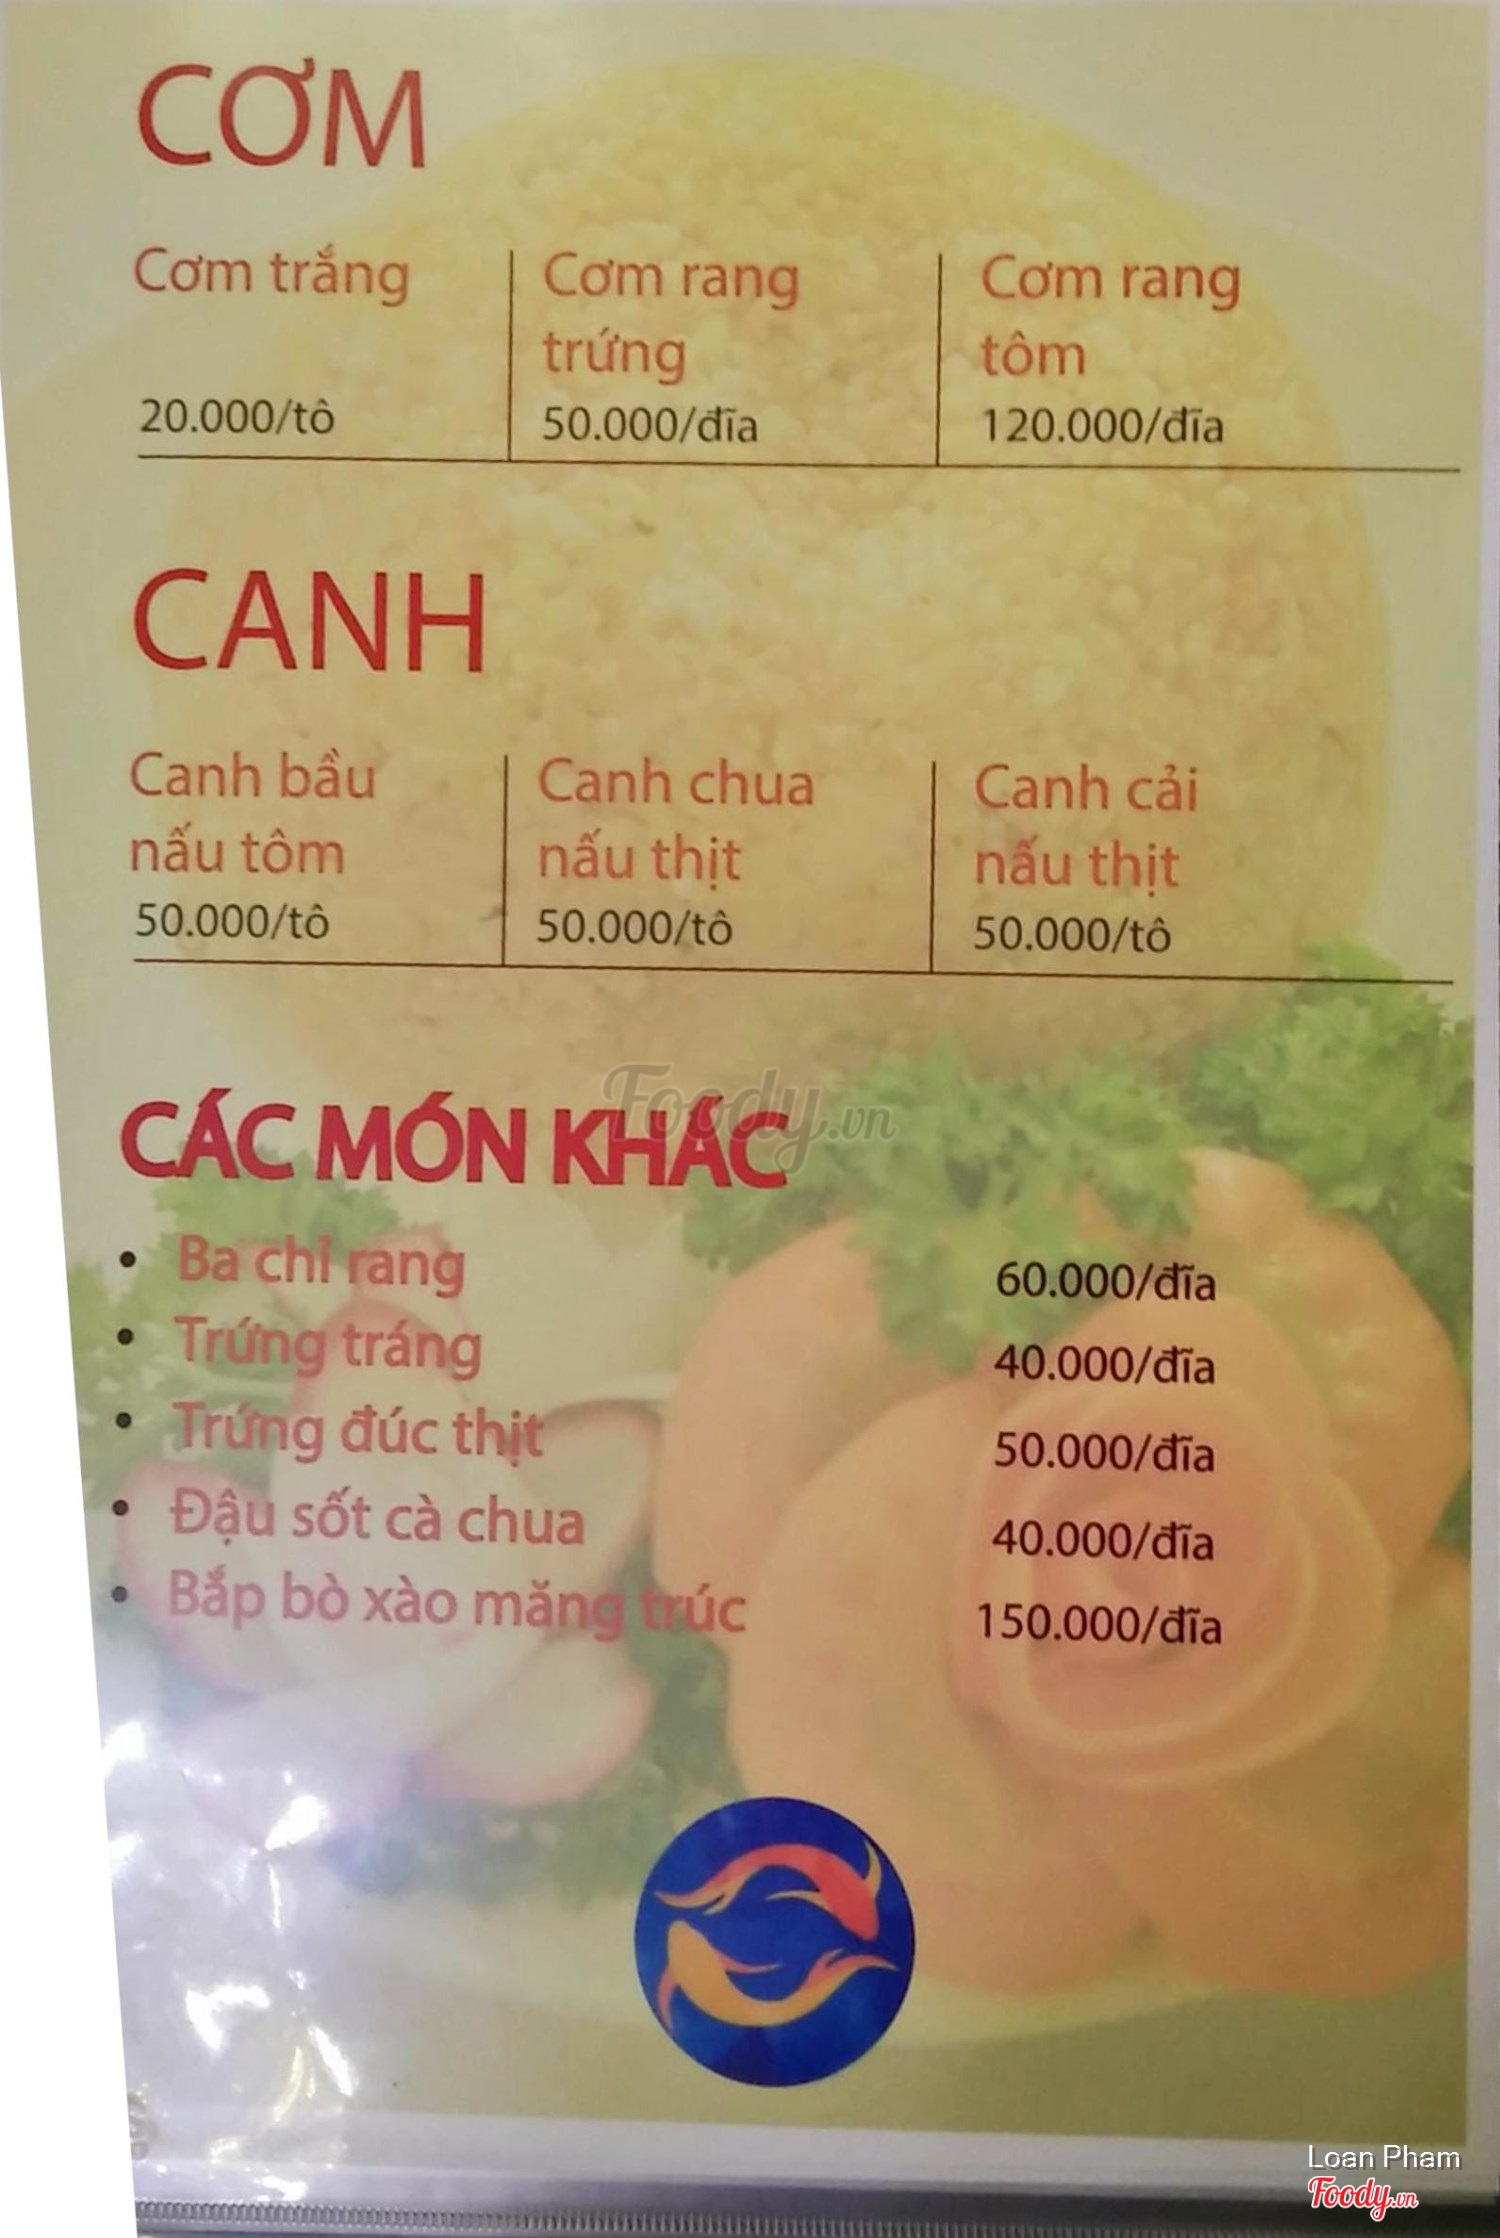 CƠM
Cơm trắng
20.000/tô
Cơm rang
trứng
50.000/đĩa
Cơm rang
tôm
120.000/đĩa
CANH
Canh bầu
nấu tôm
50.000/tô
Canh chua
nấu thịt
50.000/tô
Canh cải
nấu thịt
50.000/tô
Foody.vn
CÁC MÓN KHÁC
• Ba chỉ rang 60.000/đĩa
• Trứng tráng 40.000/đĩa
• Trứng đúc thịt 50.000/đĩa
• Đậu sốt cà chua 40.000/đĩa
• Bắp bò xào măng trúc 150.000/đĩa
Loan Pham
Foody.vn